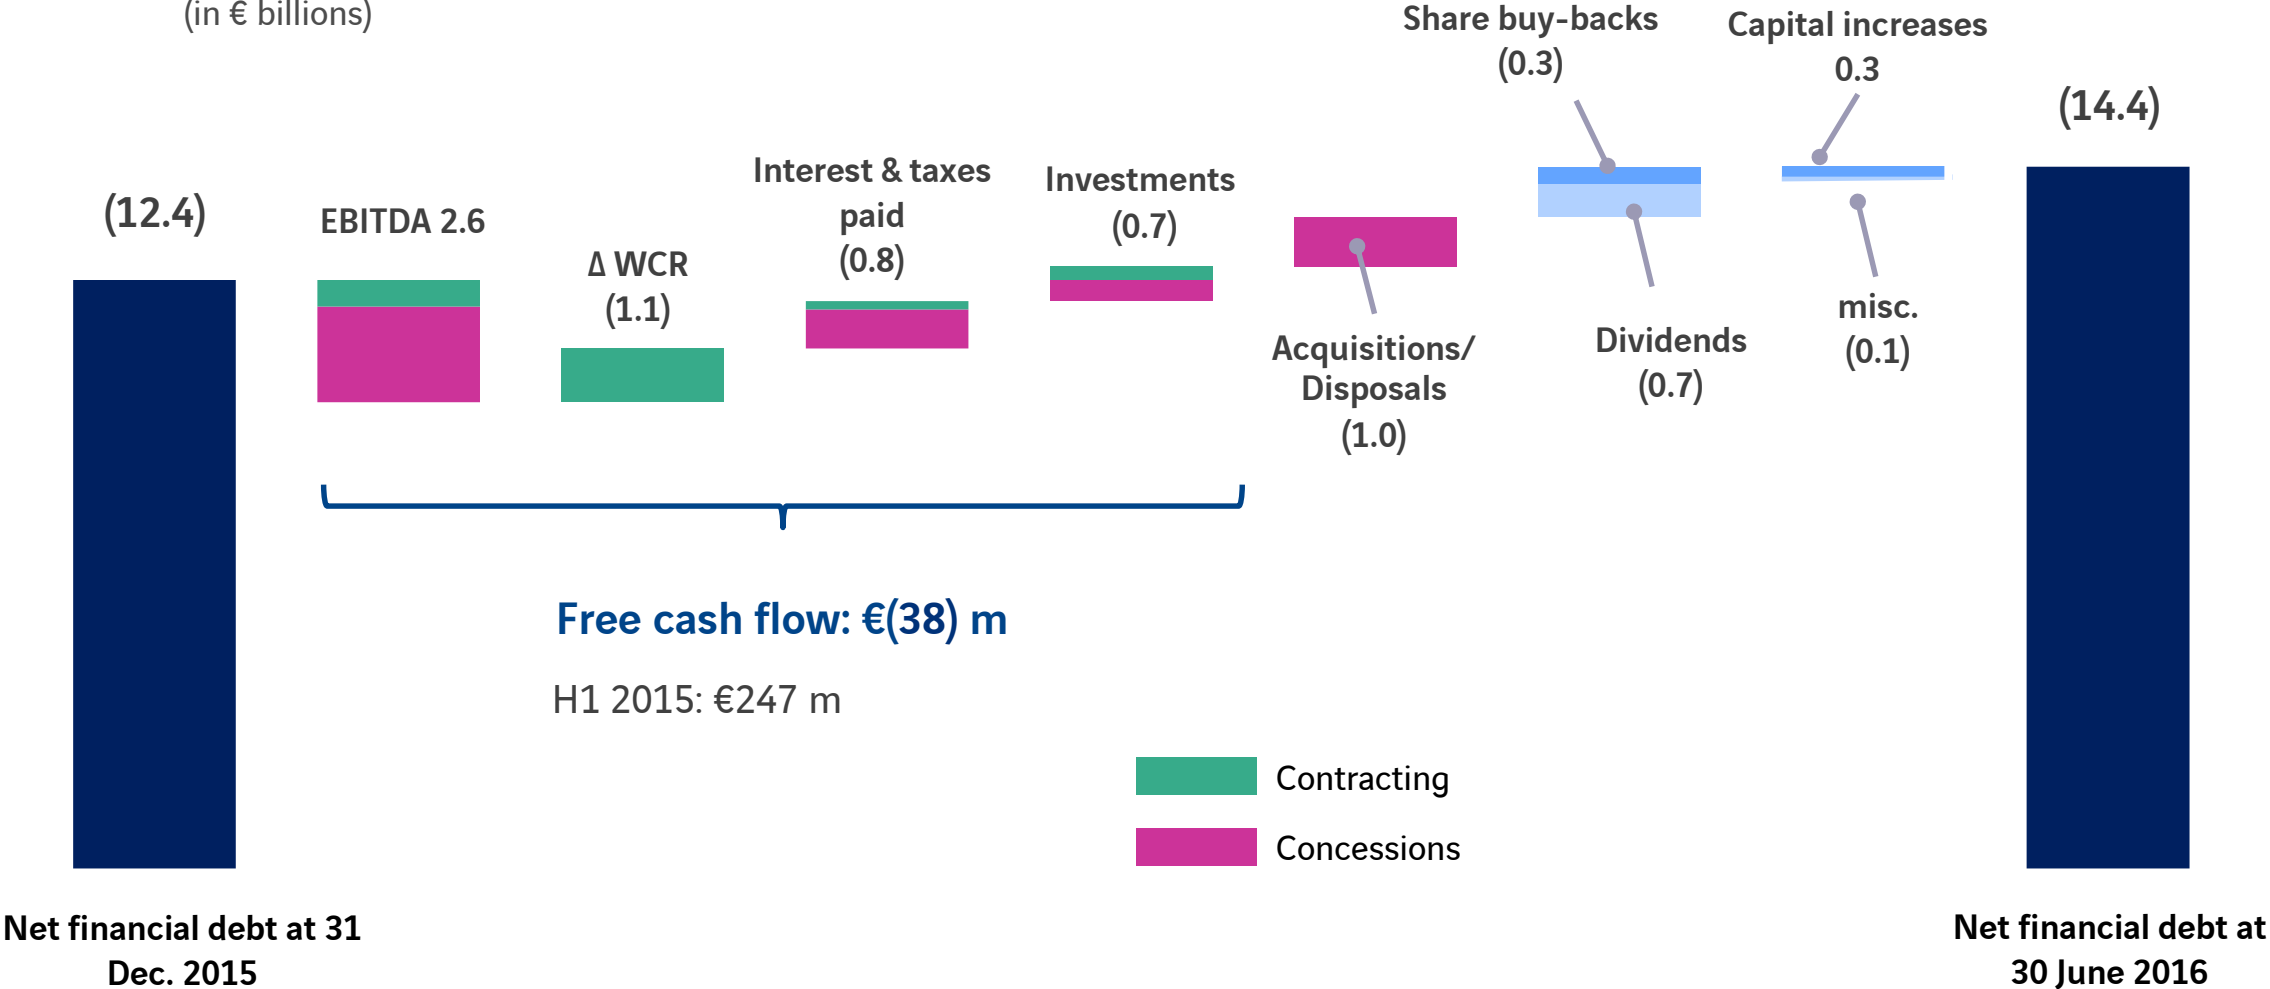 (in € billions)
Share buy-backs
(0.3)
Capital increases
0.3
(14.4)
(12.4)
EBITDA 2.6
Δ WCR
(1.1)
Interest & taxes
paid
(0.8)
Investments
(0.7)
Acquisitions/
Disposals
(1.0)
Dividends
(0.7)
misc.
(0.1)
Free cash flow: €(38) m
H1 2015: €247 m
Contracting
Concessions
Net financial debt at 31
Dec. 2015
Net financial debt at
30 June 2016